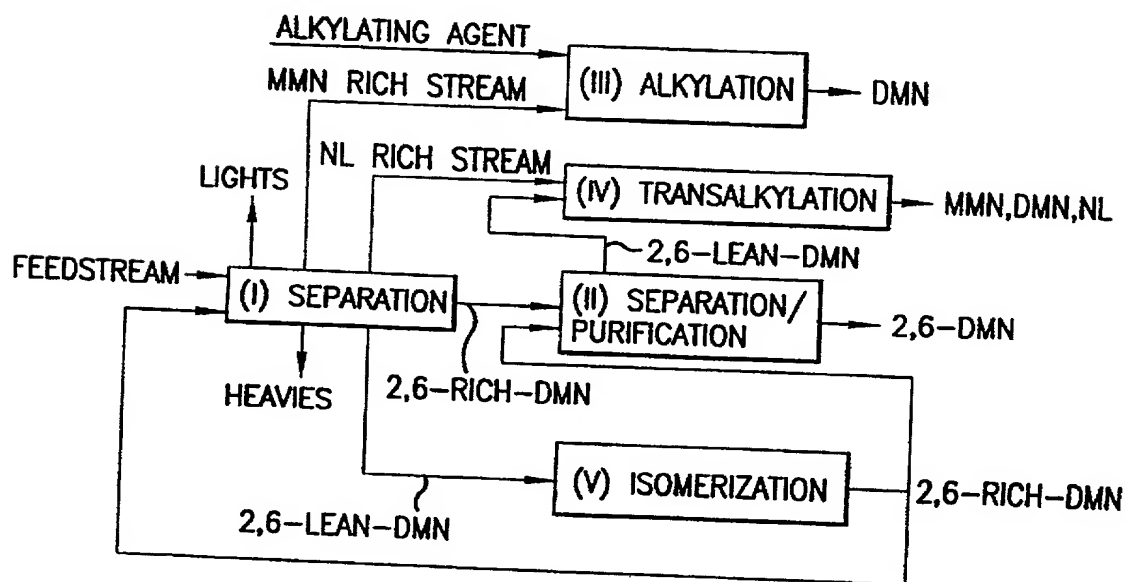 ALKYLATING AGENT
MMN RICH STREAM
(III) ALKYLATION
DMN
NL RICH STREAM
LIGHTS
(IV) TRANSALKYLATION
MMN,DMN,NL
2,6-LEAN-DMN
FEEDSTREAM
(I) SEPARATION
(II) SEPARATION/
PURIFICATION
2,6-DMN
HEAVIES
2,6-RICH-DMN
(V) ISOMERIZATION
2,6-RICH-DMN
2,6-LEAN-DMN